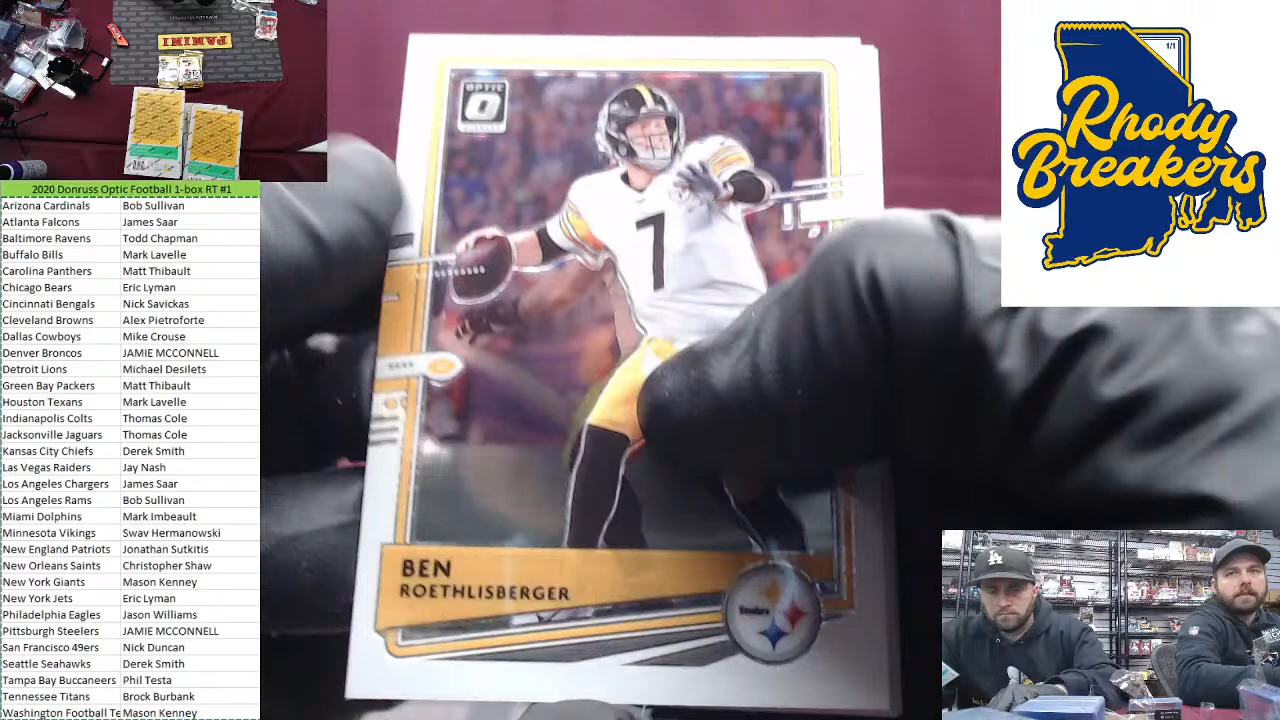 PANINI
2020 Donruss Optic Football 1-box RT #1
Arizona Cardinals Bob Sullivan
Atlanta Falcons James Saar
Baltimore Ravens Todd Chapman
Buffalo Bills Mark Lavelle
Carolina Panthers Matt Thibault
Chicago Bears Eric Lyman
Cincinnati Bengals Nick Savickas
Cleveland Browns Alex Pietroforte
Dallas Cowboys Mike Crouse
Denver Broncos JAMIE MCCONNELL
Detroit Lions Michael Desilets
Green Bay Packers Matt Thibault
Houston Texans Mark Lavelle
Indianapolis Colts Thomas Cole
Jacksonville Jaguars Thomas Cole
Kansas City Chiefs Derek Smith
Las Vegas Raiders Jay Nash
Los Angeles Chargers James Saar
Los Angeles Rams Bob Sullivan
Miami Dolphins Mark Imbeault
Minnesota Vikings Swav Hermanowski
New England Patriots Jonathan Sutkitis
New Orleans Saints Christopher Shaw
New York Giants Mason Kenney
New York Jets Eric Lyman
Philadelphia Eagles Jason Williams
Pittsburgh Steelers JAMIE MCCONNELL
San Francisco 49ers Nick Duncan
Seattle Seahawks Derek Smith
Tampa Bay Buccaneers Phil Testa
Tennessee Titans Brock Burbank
Washington Football Te Mason Kenney
OPTIC
7
BEN
ROETHLISBERGER
Steelers
1/1
Rhody
Breakers
LA